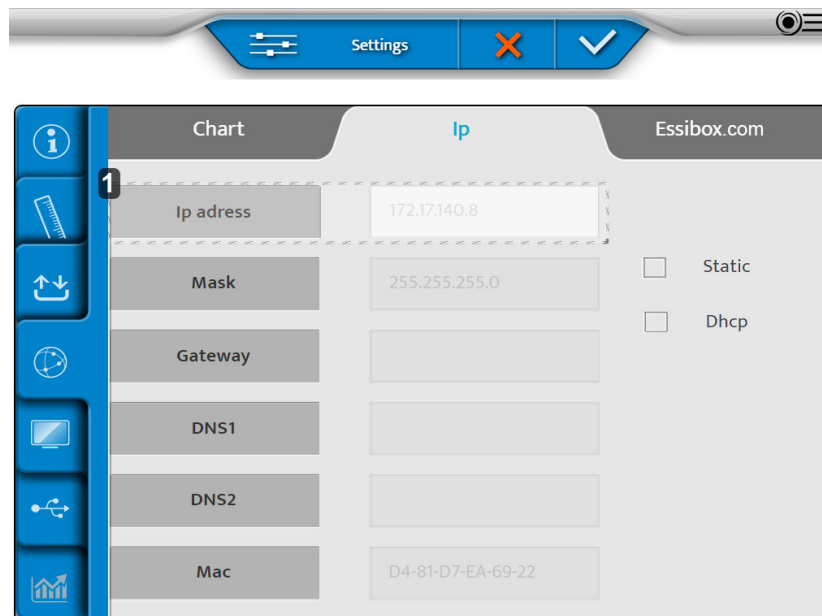 Settings
Chart Ip Essibox.com
1
Ip adress 172.17.140.8
Mask 255.255.255.0
Static
Dhcp
Gateway
DNS1
DNS2
Mac D4-81-D7-EA-69-22